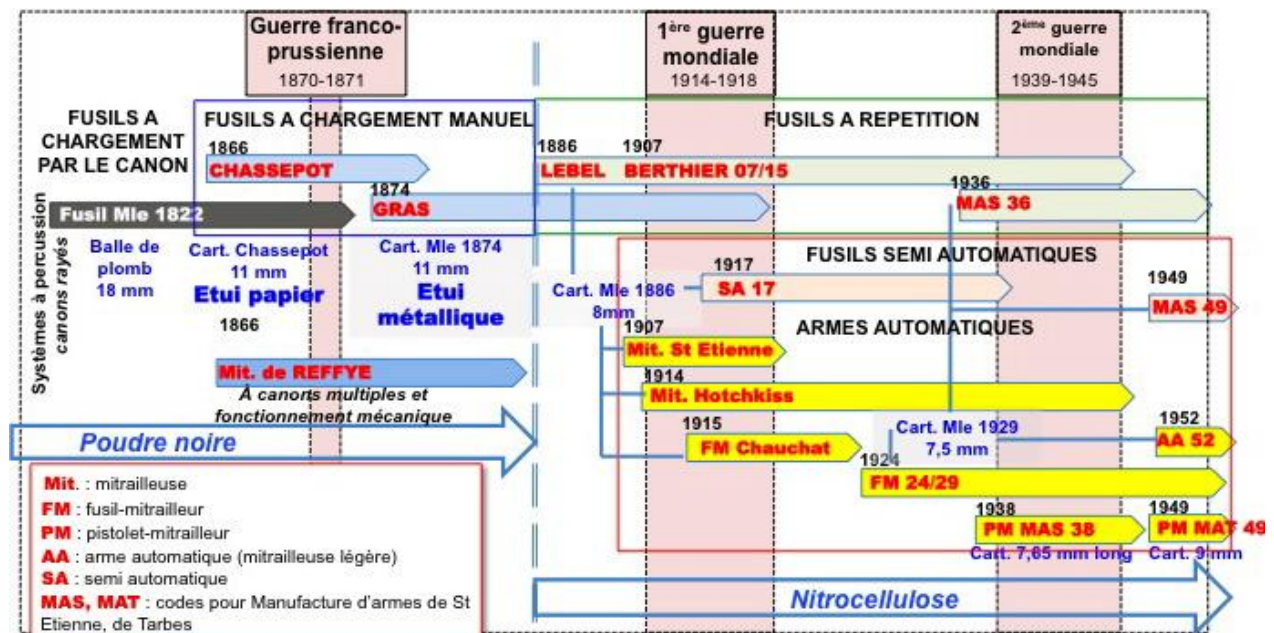 Guerre franco-
prussienne
1870-1871
1ère guerre
mondiale
1914-1918
2ème guerre
mondiale
1939-1945
FUSILS A
CHARGEMENT
PAR LE CANON
FUSILS A CHARGEMENT MANUEL
FUSILS A REPETITION
1866
CHASSEPOT
1886
LEBEL
1907
BERTHIER 07/15
1874
GRAS
1936
MAS 36
Systèmes à percussion
canons rayés
Fusil Mle 1822
Balle de
plomb
18 mm
Cart. Chassepot
11 mm
Etui papier
Cart. Mle 1874
11 mm
Etui
métallique
Cart. Mle 1886
8mm
FUSILS SEMI AUTOMATIQUES
1917
SA 17
1949
MAS 49
ARMES AUTOMATIQUES
1866
Mit. de REFFYE
À canons multiples et
fonctionnement mécanique
1907
Mit. St Etienne
1914
Mit. Hotchkiss
1915
FM Chauchat
Cart. Mle 1929
7,5 mm
1952
AA 52
1924
FM 24/29
1938
PM MAS 38
Cart. 7,65 mm long
1949
PM MAT 49
Cart. 9 mm
Poudre noire
Nitrocellulose
Mit. : mitrailleuse
FM : fusil-mitrailleur
PM : pistolet-mitrailleur
AA : arme automatique (mitrailleuse légère)
SA : semi automatique
MAS, MAT : codes pour Manufacture d'armes de St
Etienne, de Tarbes